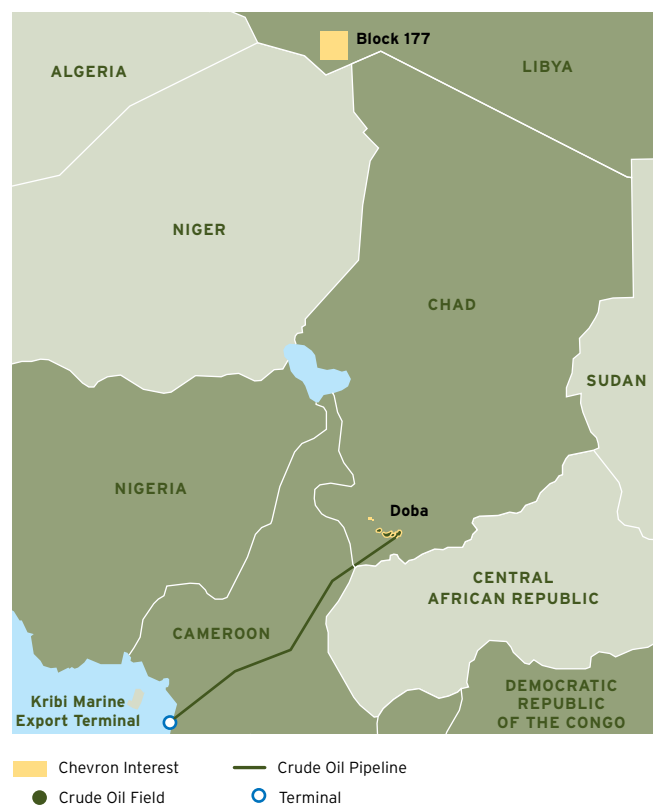 Block 177
ALGERIA
LIBYA
NIGER
CHAD
SUDAN
NIGERIA
Doba
CENTRAL
AFRICAN REPUBLIC
CAMEROON
DEMOCRATIC
REPUBLIC
OF THE CONGO
Kribi Marine
Export Terminal
Chevron Interest
Crude Oil Pipeline
Crude Oil Field
Terminal